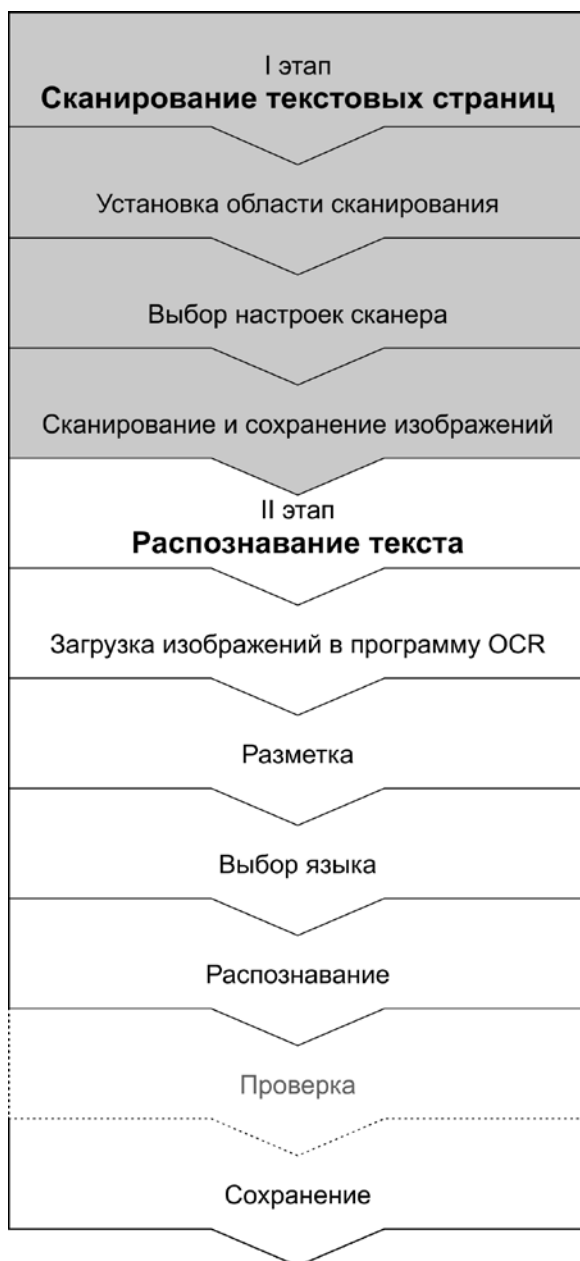 I этап
Сканирование текстовых страниц
Установка области сканирования
Выбор настроек сканера
Сканирование и сохранение изображений
II этап
Распознавание текста
Загрузка изображений в программу OCR
Разметка
Выбор языка
Распознавание
Проверка
Сохранение